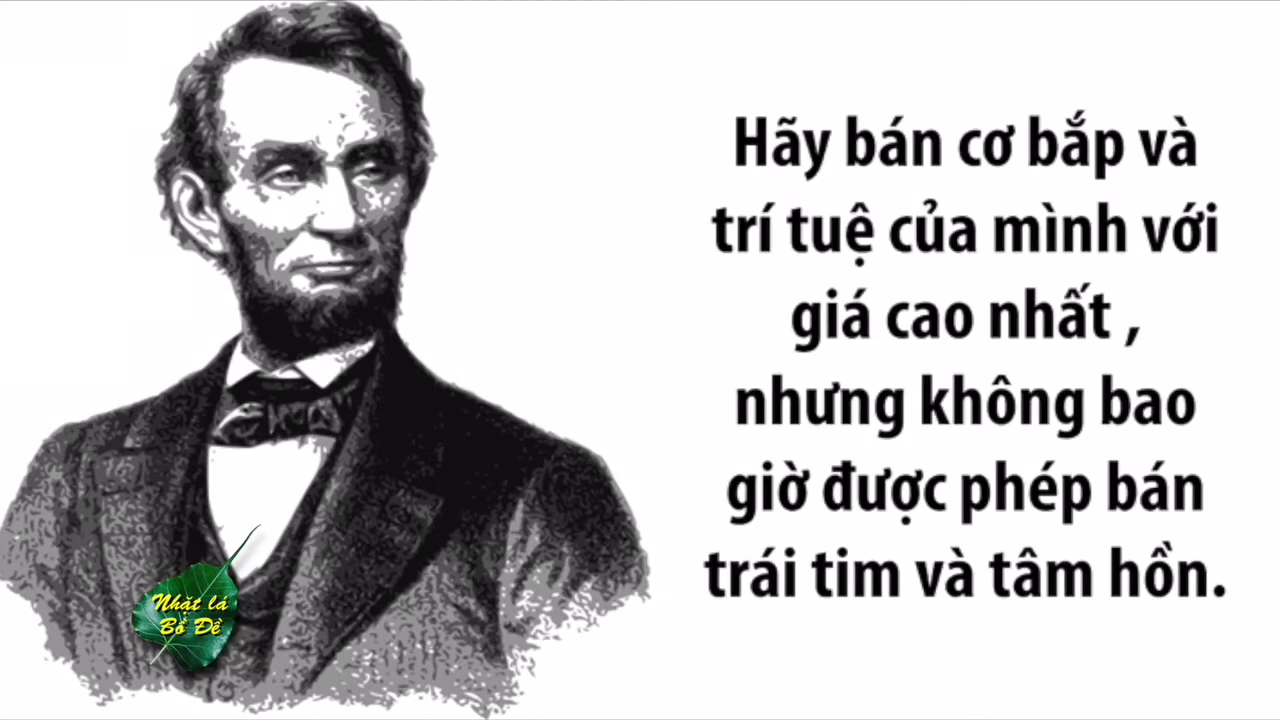 Hãy bán cơ bắp và
trí tuệ của mình với
giá cao nhất ,
nhưng không bao
giờ được phép bán
trái tim và tâm hồn.
Nhặt lá
Bồ Đề